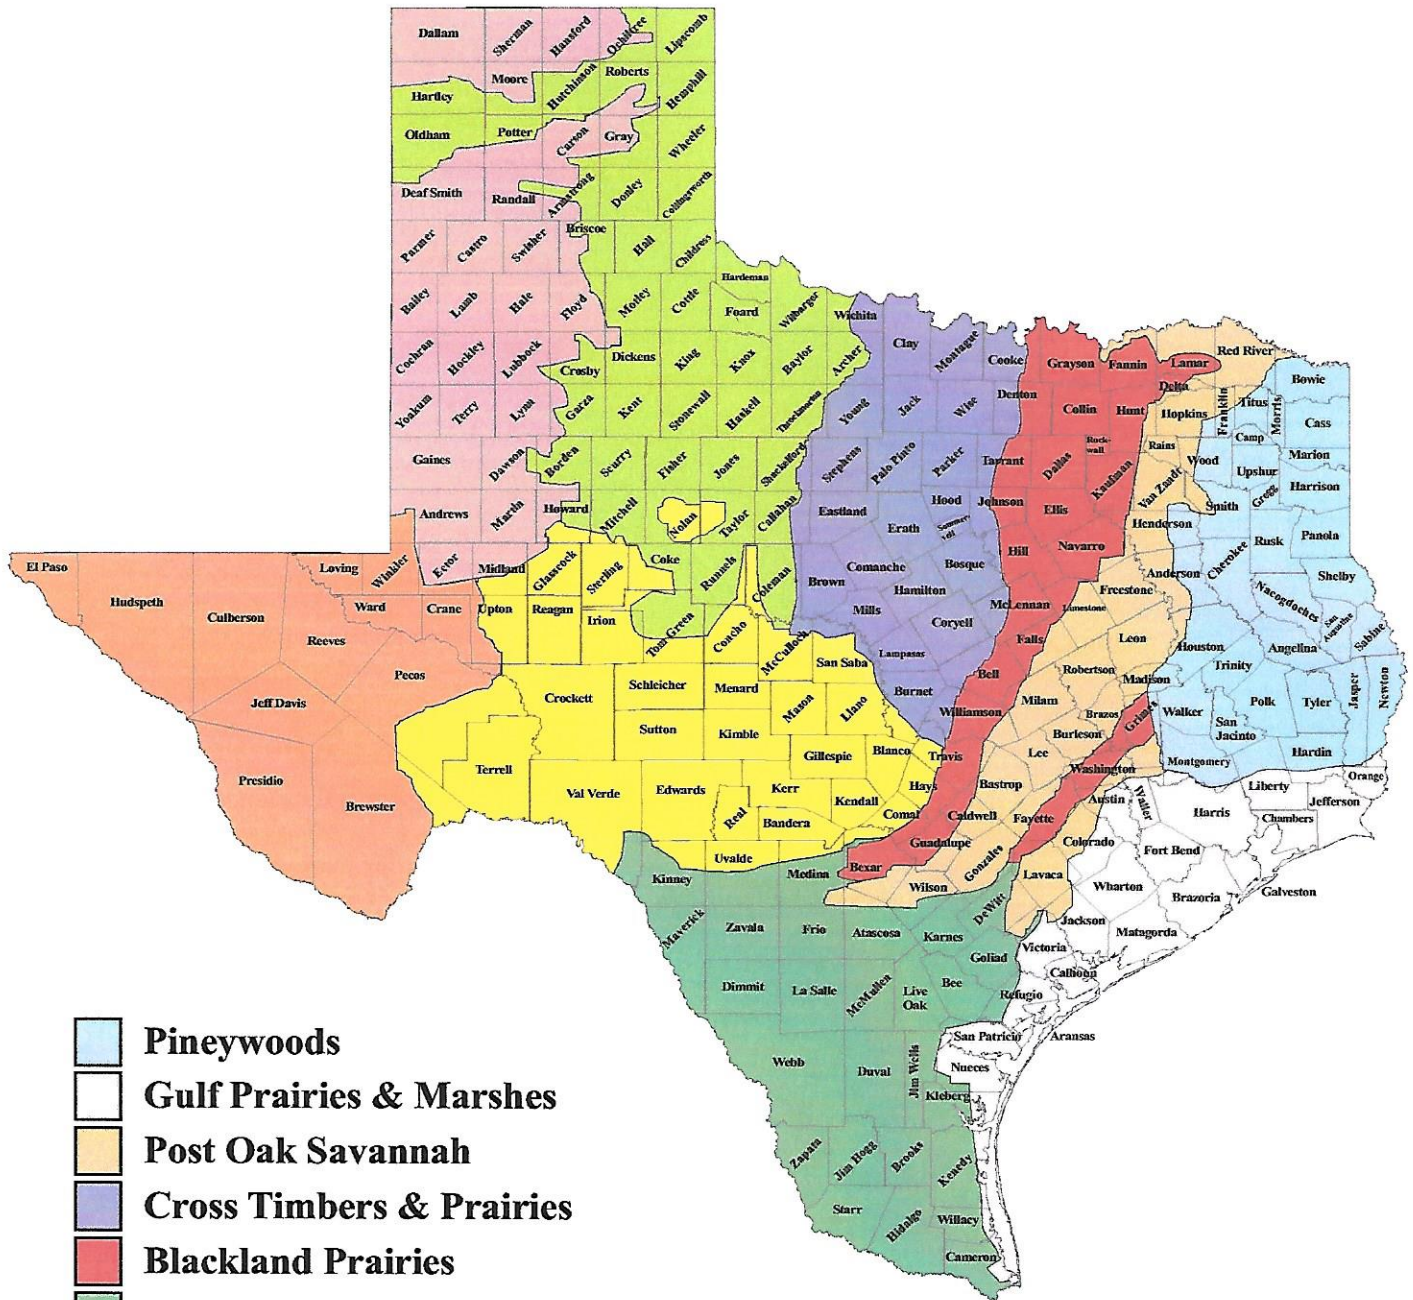 Dallam
Sherman
Hansford
Ochiltree
Lipscomb
Moore
Hartley
Hutchinson
Roberts
Hemphill
Oldham
Potter
Carson
Gray
Wheeler
Deaf Smith
Randall
Armstrong
Donley
Collingsworth
Parmer
Castro
Swisher
Briscoe
Hall
Childress
Hardeman
Bailey
Lamb
Hale
Floyd
Motley
Cottle
Foard
Wilbarger
Wichita
Clay
Montague
Cooke
Grayson
Fannin
Lamar
Red River
Bowie
Cochran
Hockley
Lubbock
Crosby
Dickens
King
Knox
Baylor
Archer
Delta
Yoakum
Terry
Lynn
Garza
Kent
Stonewall
Haskell
Throckmorton
Young
Jack
Wise
Denton
Collin
Hunt
Hopkins
Franklin
Titus
Morris
Cass
Gaines
Dawson
Borden
Scurry
Fisher
Jones
Shackelford
Stephens
Palo Pinto
Parker
Tarrant
Dallas
Rock-
wall
Kaufman
Rains
Wood
Camp
Upshur
Marion
Van Zandt
Gregg
Harrison
Smith
Andrews
Martin
Howard
Mitchell
Nolan
Taylor
Callahan
Eastland
Hood
Erath
Johnson
Ellis
Henderson
Rusk
Panola
El Paso
Loving
Winkler
Ector
Midland
Glasscock
Sterling
Coke
Runnels
Coleman
Brown
Comanche
Bosque
Hill
Navarro
Anderson
Cherokee
Shelby
Hudspeth
Culberson
Reeves
Ward
Crane
Upton
Reagan
Irion
Tom Green
Concho
McCulloch
San Saba
Mills
Hamilton
Coryell
McLennan
Limestone
Freestone
Nacogdoches
San
Augustine
Sabine
Falls
Leon
Houston
Angelina
Trinity
Lampasas
Pecos
Jeff Davis
Crockett
Schleicher
Menard
Mason
Llano
Burnet
Bell
Robertson
Madison
Milam
Williamson
Brazos
Grimes
Walker
San
Jacinto
Polk
Tyler
Jasper
Newton
Hardin
Sutton
Kimble
Gillespie
Blanco
Travis
Lee
Burleson
Washington
Montgomery
Presidio
Brewster
Terrell
Val Verde
Edwards
Real
Kerr
Bandera
Kendall
Hays
Comal
Bastrop
Caldwell
Fayette
Austin
Waller
Harris
Liberty
Orange
Jefferson
Chambers
Uvalde
Medina
Bexar
Guadalupe
Gonzales
Colorado
Lavaca
Fort Bend
Wharton
Brazoria
Galveston
Kinney
Wilson
Maverick
Zavala
Frio
Atascosa
Karnes
DeWitt
Goliad
Jackson
Matagorda
Victoria
Calhoun
Dimmit
La Salle
McMullen
Live
Oak
Bee
Refugio
San Patricio
Aransas
Nueces
Webb
Duval
Jim Wells
Kleberg
Zapata
Jim Hogg
Brooks
Kenedy
Starr
Hidalgo
Willacy
Cameron
Pineywoods
Gulf Prairies & Marshes
Post Oak Savannah
Cross Timbers & Prairies
Blackland Prairies